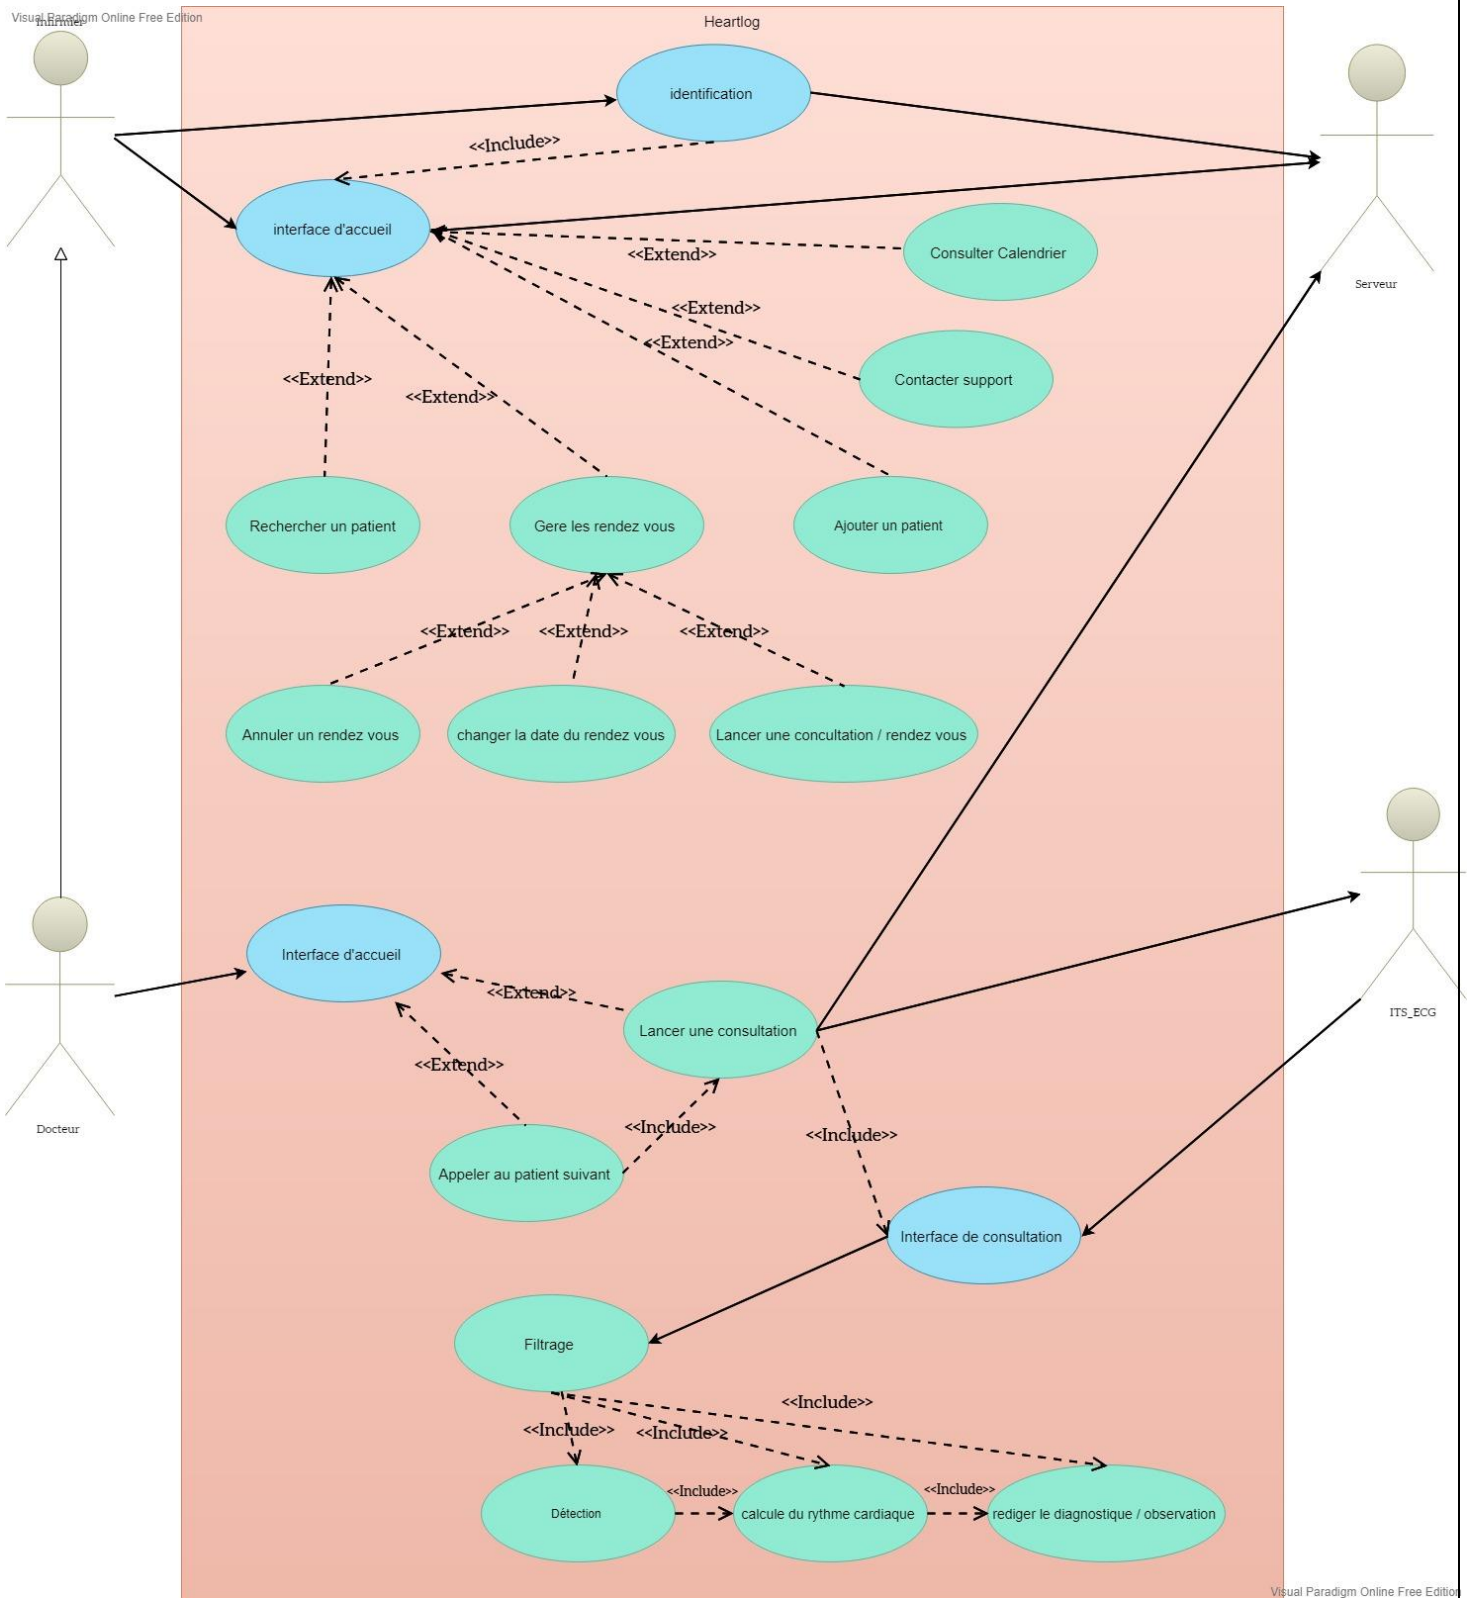 Visual Paradigm Online Free Edition
Infirmier
Heartlog
identification
<<Include>>
interface d'accueil
Consulter Calendrier
<<Extend>>
Serveur
<<Extend>>
<<Extend>>
<<Extend>>
Contacter support
<<Extend>>
Rechercher un patient
Gere les rendez vous
Ajouter un patient
<<Extend>>
<<Extend>>
<<Extend>>
Annuler un rendez vous
changer la date du rendez vous
Lancer une concultation / rendez vous
Interface d'accueil
<<Extend>>
ITS_ECG
Lancer une consultation
<<Extend>>
Docteur
<<Include>>
<<Include>>
Appeler au patient suivant
Interface de consultation
Filtrage
<<Include>>
<<Include>>
<<Include>>
<<Include>>
<<Include>>
Détection
calcule du rythme cardiaque
rediger le diagnostique / observation
Visual Paradigm Online Free Edition